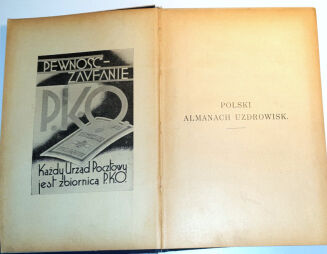 PEWNOŚĆ-
ZAUFANIE
P.K.O
Każdy Urząd Pocztowy
jest zbiornicą P.K.O.
POLSKI
ALMANACH UZDROWISK.